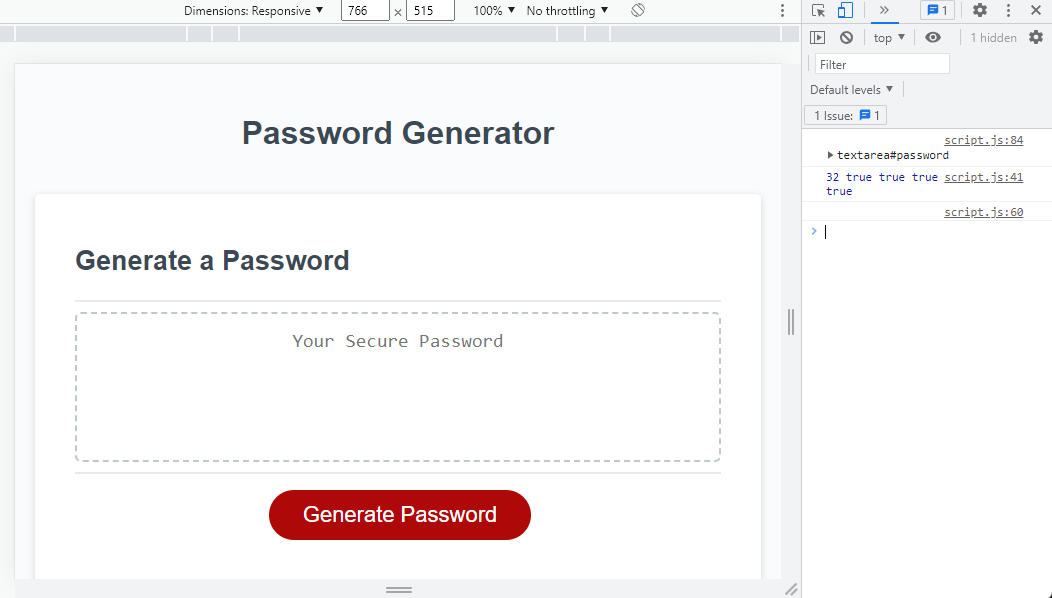 Dimensions: Responsive ▼ 766 × 515 100% ▼ No throttling ▼
1
top ▼ 1 hidden
Filter
Default levels ▼
1 Issue: 1
script.js:84
textarea#password
32 true true true script.js:41
true
script.js:60
Password Generator
Generate a Password
Your Secure Password
Generate Password